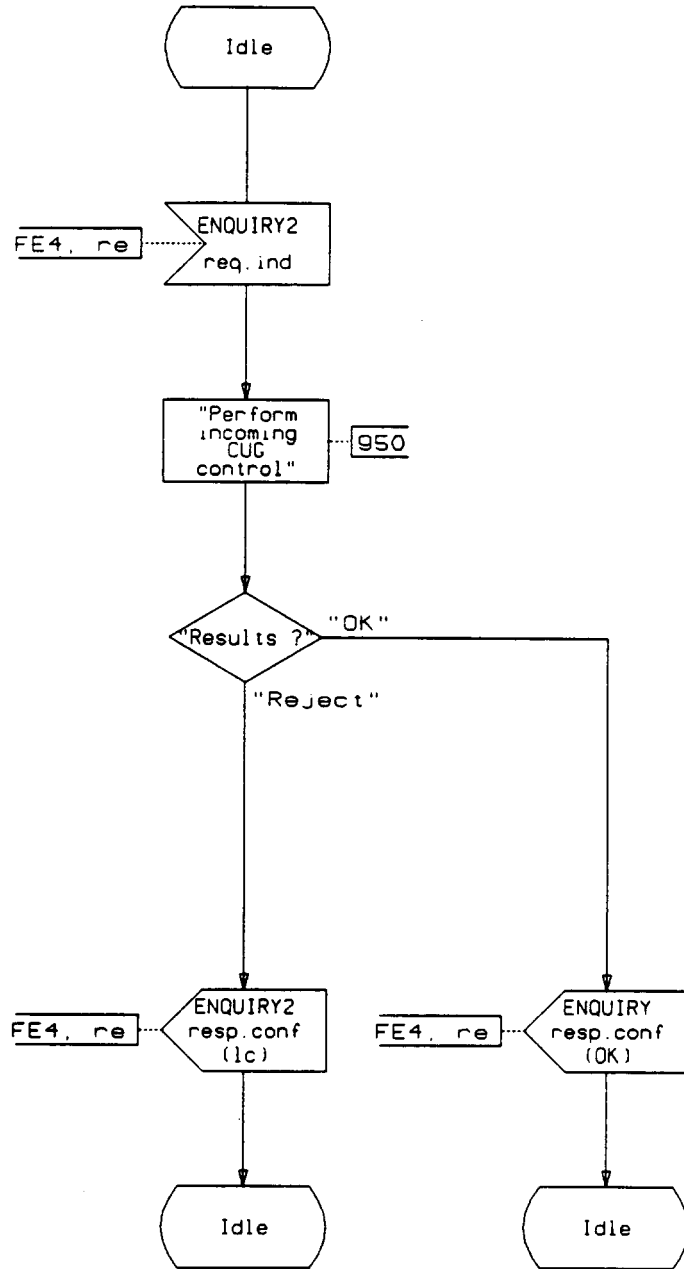 Idle
ENQUIRY2
FE4, re
req.ind
"Perform
incoming
CUG
control"
950
"Results ?"
"OK"
"Reject"
ENQUIRY2
FE4, re
resp.conf
(1c)
ENQUIRY
FE4, re
resp.conf
(OK)
Idle
Idle